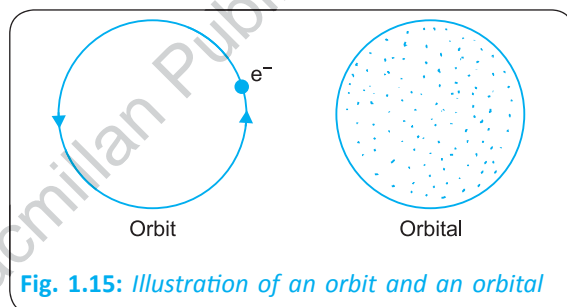 e⁻
Orbit
Orbital
Fig. 1.15: Illustration of an orbit and an orbital